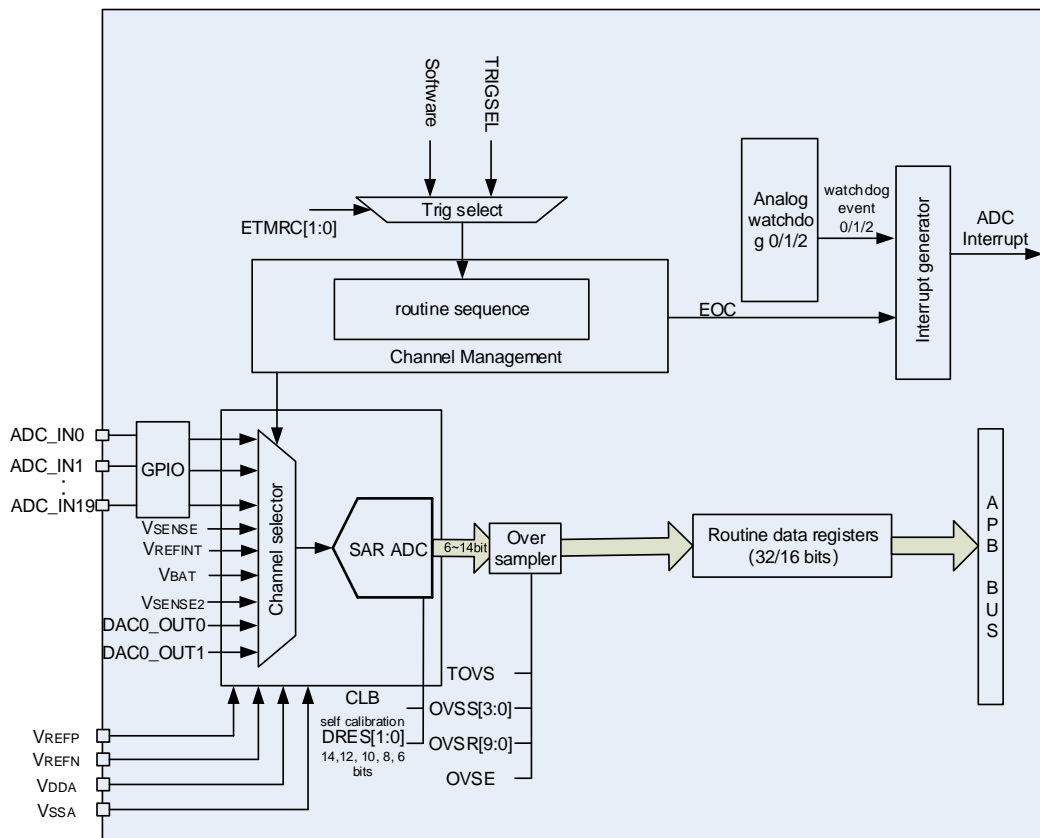 Software
TRIGSEL
Trig select
ETMRC[1:0]
routine sequence
Channel Management
EOC
Analog
watchdo
g 0/1/2
watchdog
event
0/1/2
Interrupt generator
ADC
Interrupt
ADC_IN0
ADC_IN1
ADC_IN19
GPIO
VSENSE
VREFINT
VBAT
VSENSE2
DAC0_OUT0
DAC0_OUT1
Channel selector
SAR ADC
6~14bit
Over
sampler
Routine data registers
(32/16 bits)
APB BUS
CLB
self calibration
DRES[1:0]
14,12, 10, 8, 6
bits
TOVS
OVSS[3:0]
OVSR[9:0]
OVSE
VREFP
VREFN
VDDA
VSSA